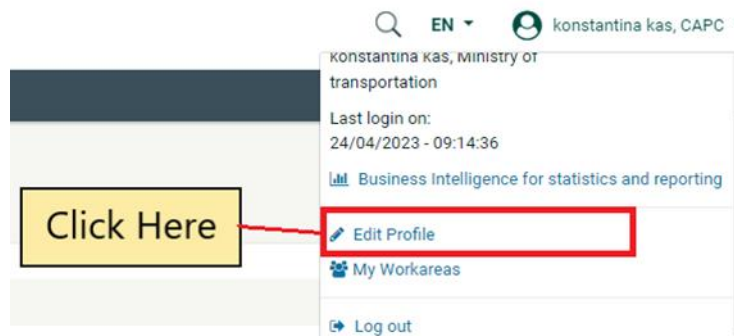 EN
konstantina kas, CAPC
konstantina kas, Ministry of
transportation
Last login on:
24/04/2023 - 09:14:36
Business Intelligence for statistics and reporting
Click Here
Edit Profile
My Workareas
Log out